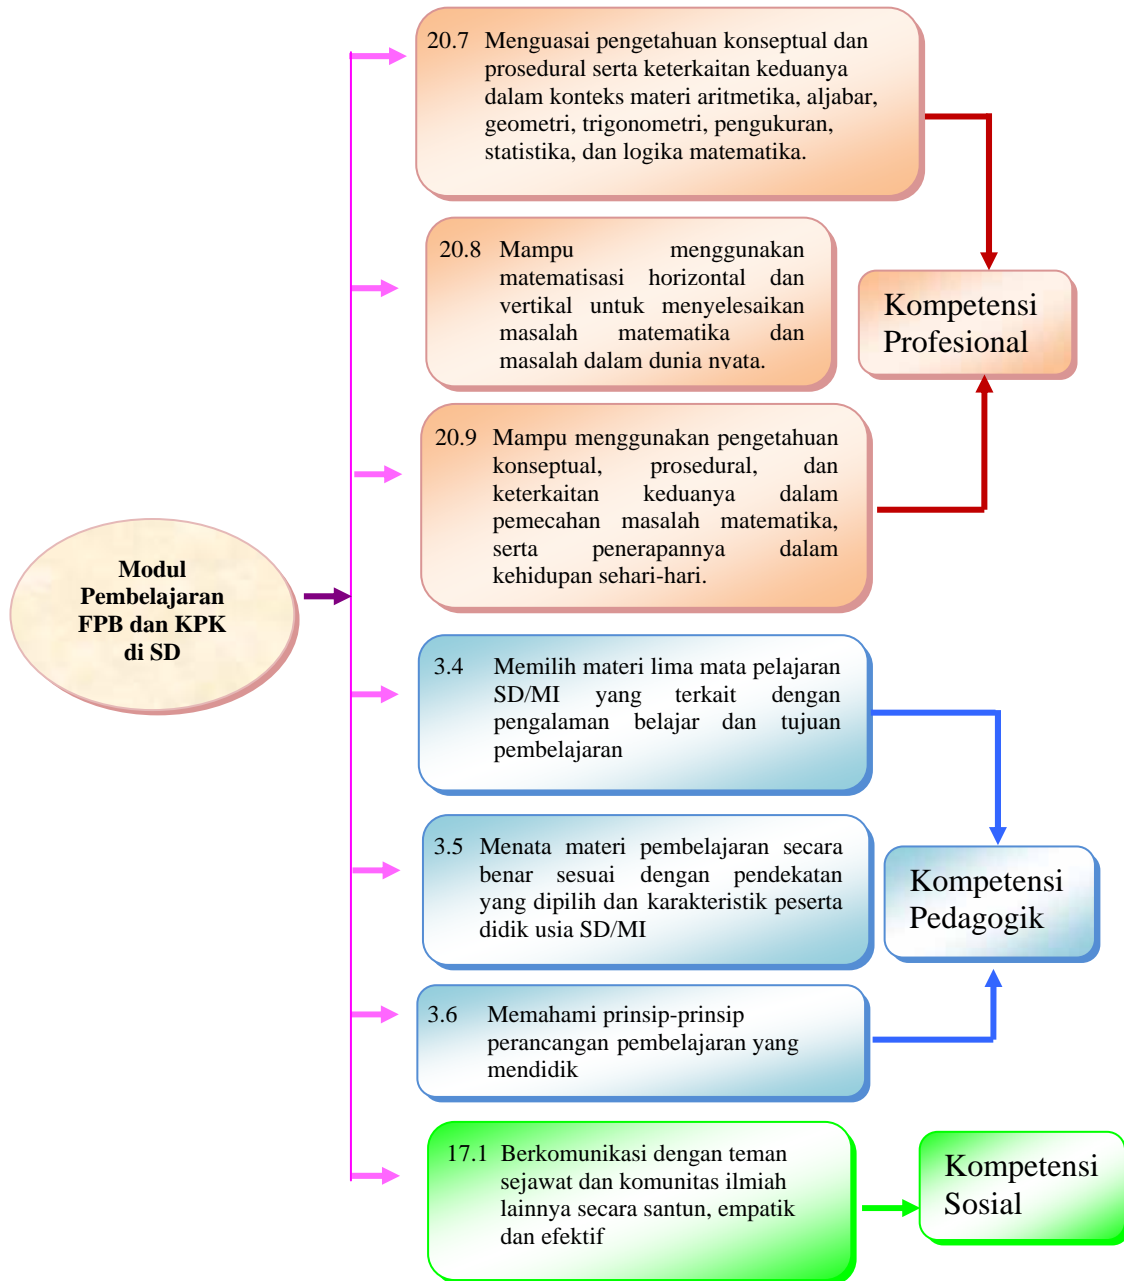 20.7 Menguasai pengetahuan konseptual dan
prosedural serta keterkaitan keduanya
dalam konteks materi aritmetika, aljabar,
geometri, trigonometri, pengukuran,
statistika, dan logika matematika.
20.8 Mampu menggunakan
matematisasi horizontal dan
vertikal untuk menyelesaikan
masalah matematika dan
masalah dalam dunia nyata.
Kompetensi
Profesional
20.9 Mampu menggunakan pengetahuan
konseptual, prosedural, dan
keterkaitan keduanya dalam
pemecahan masalah matematika,
serta penerapannya dalam
kehidupan sehari-hari.
Modul
Pembelajaran
FPB dan KPK
di SD
3.4 Memilih materi lima mata pelajaran
SD/MI yang terkait dengan
pengalaman belajar dan tujuan
pembelajaran
3.5 Menata materi pembelajaran secara
benar sesuai dengan pendekatan
yang dipilih dan karakteristik peserta
didik usia SD/MI
Kompetensi
Pedagogik
3.6 Memahami prinsip-prinsip
perancangan pembelajaran yang
mendidik
17.1 Berkomunikasi dengan teman
sejawat dan komunitas ilmiah
lainnya secara santun, empatik
dan efektif
Kompetensi
Sosial